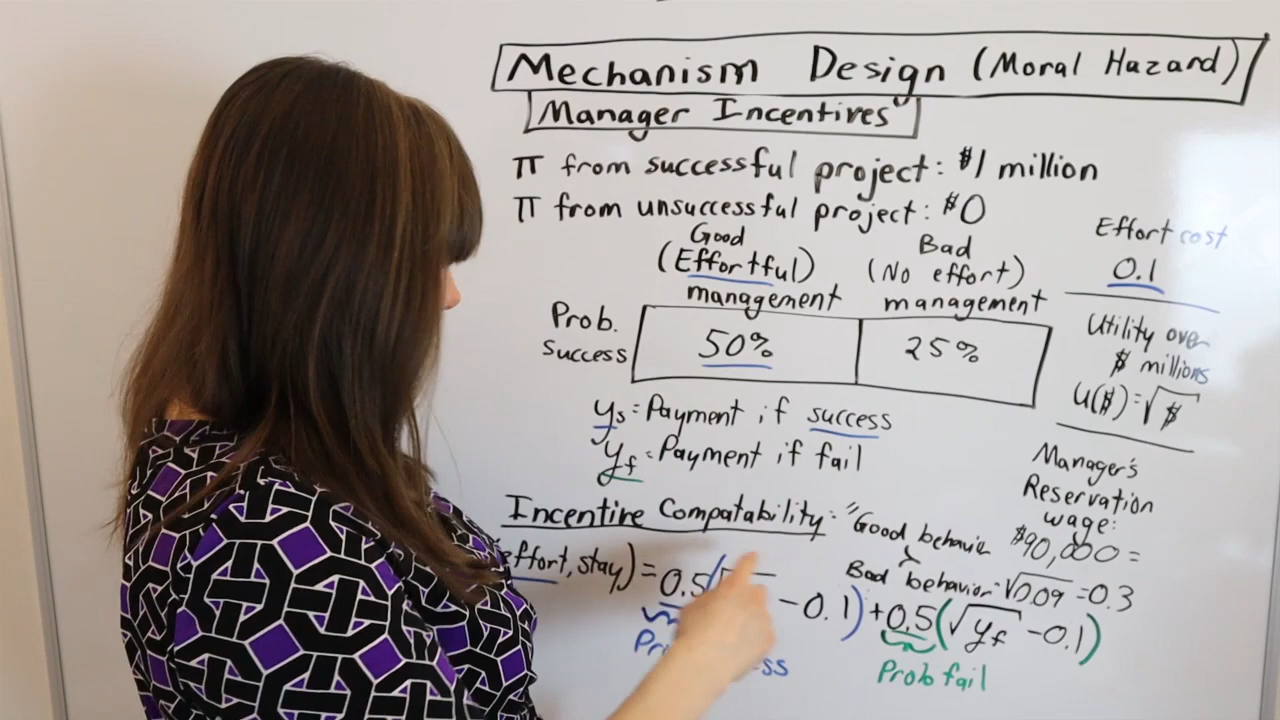 Mechanism Design (Moral Hazard)
Manager Incentives
π from successful project: $1 million
π from unsuccessful project: $0
Good
(Effortful)
management
Bad
(No effort)
management
Effort cost
0.1
Prob.
Success
50%
25%
Utility over
$ millions
u($)=√$
ys = Payment if success
yf = Payment if fail
Manager's
Reservation
wage:
$90,000 =
√0.09 = 0.3
Incentive Compatability: "Good behavior
>
Bad behavior"
effort, stay) = 0.5( - 0.1) + 0.5(√yf - 0.1)
Prob fail